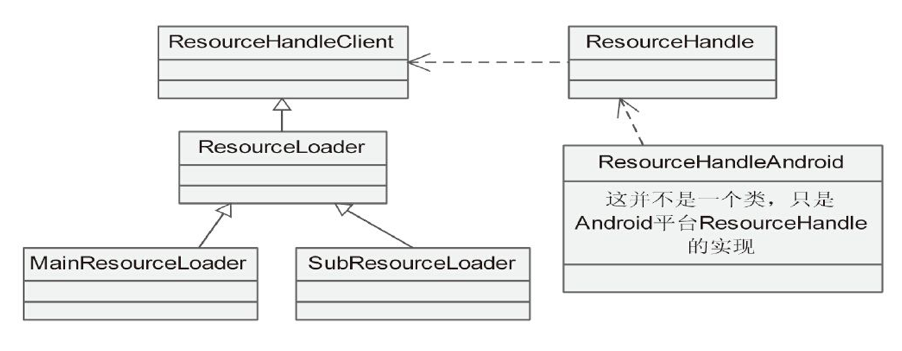 ResourceHandleClient
ResourceHandle
ResourceLoader
ResourceHandleAndroid
这并不是一个类，只是
Android平台ResourceHandle
的实现
MainResourceLoader
SubResourceLoader